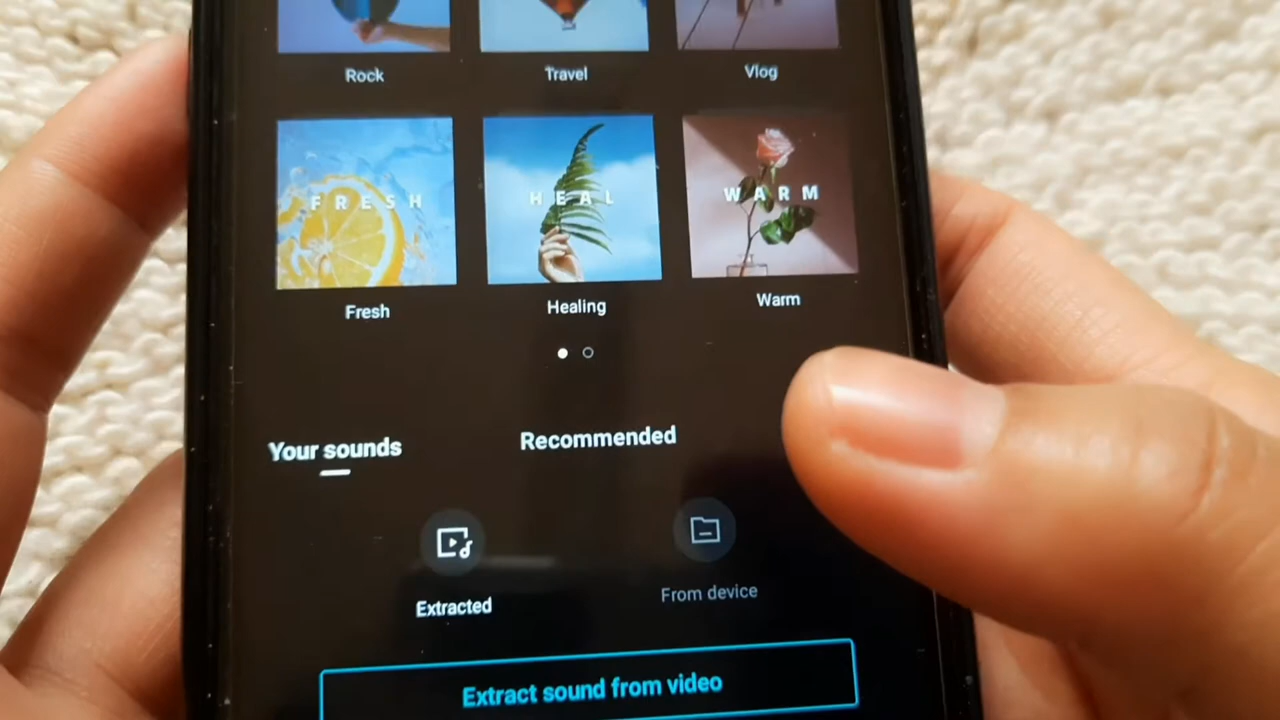 Rock
Travel
Vlog
FRESH
HEAL
WARM
Fresh
Healing
Warm
Your sounds
Recommended
Extracted
From device
Extract sound from video